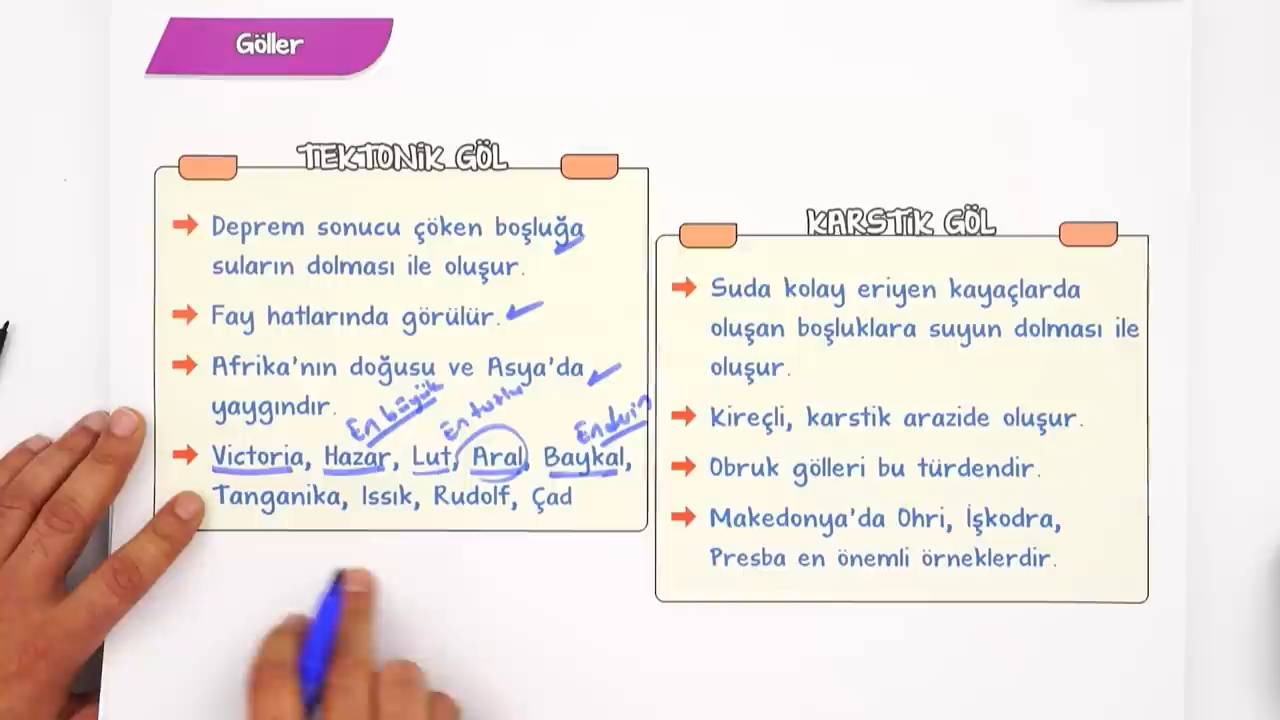 Göller
TEKTONİK GÖL
Deprem sonucu çöken boşluğa
suların dolması ile oluşur.
Fay hatlarında görülür.
Afrika'nın doğusu ve Asya'da
yaygındır.
En büyük
En tuzlu
En derin
Victoria, Hazar, Lut, Aral, Baykal,
Tanganika, Issık, Rudolf, Çad
KARSTİK GÖL
Suda kolay eriyen kayaçlarda
oluşan boşluklara suyun dolması ile
oluşur.
Kireçli, karstik arazide oluşur.
Obruk gölleri bu türdendir.
Makedonya'da Ohri, İşkodra,
Presba en önemli örneklerdir.